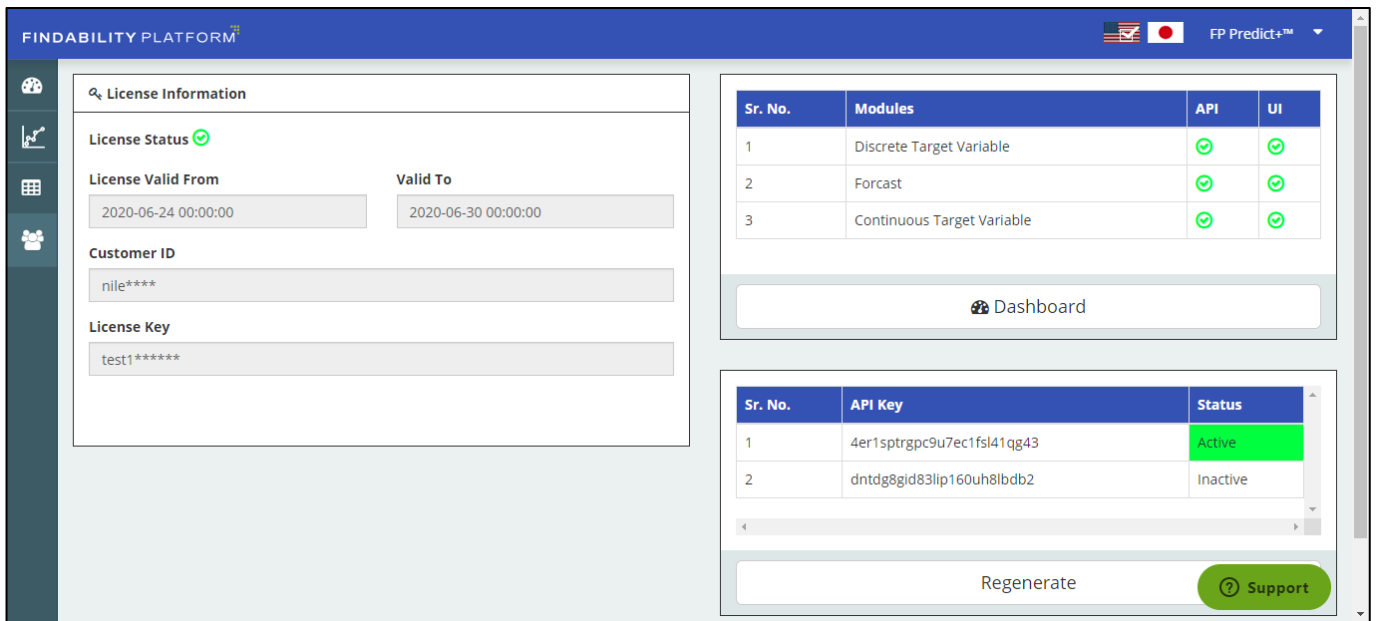 FINDABILITY PLATFORM
FP Predict+™
License Information
License Status
License Valid From Valid To
2020-06-24 00:00:00 2020-06-30 00:00:00
Customer ID
nile****
License Key
test1******
Sr. No. Modules API UI
1 Discrete Target Variable
2 Forcast
3 Continuous Target Variable
Dashboard
Sr. No. API Key Status
1 4er1sptrgpc9u7ec1fsl41qg43 Active
2 dntdg8gid83lip160uh8lbdb2 Inactive
Regenerate
Support